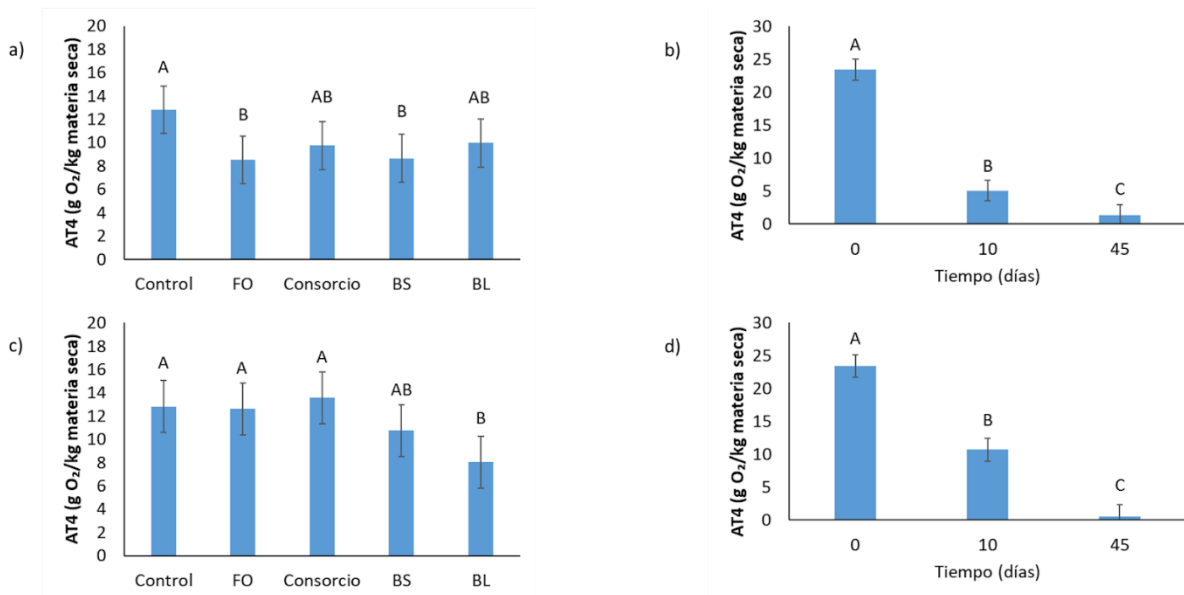 a)
AT4 (g O₂/kg materia seca)
20
18
16
14
12
10
8
6
4
2
0
A
B
AB
B
AB
Control FO Consorcio BS BL
b)
AT4 (g O₂/kg materia seca)
30
25
20
15
10
5
0
A
B
C
0 10 45
Tiempo (días)
c)
AT4 (g O₂/kg materia seca)
20
18
16
14
12
10
8
6
4
2
0
A
A
A
AB
B
Control FO Consorcio BS BL
d)
AT4 (g O₂/kg materia seca)
30
25
20
15
10
5
0
A
B
C
0 10 45
Tiempo (días)